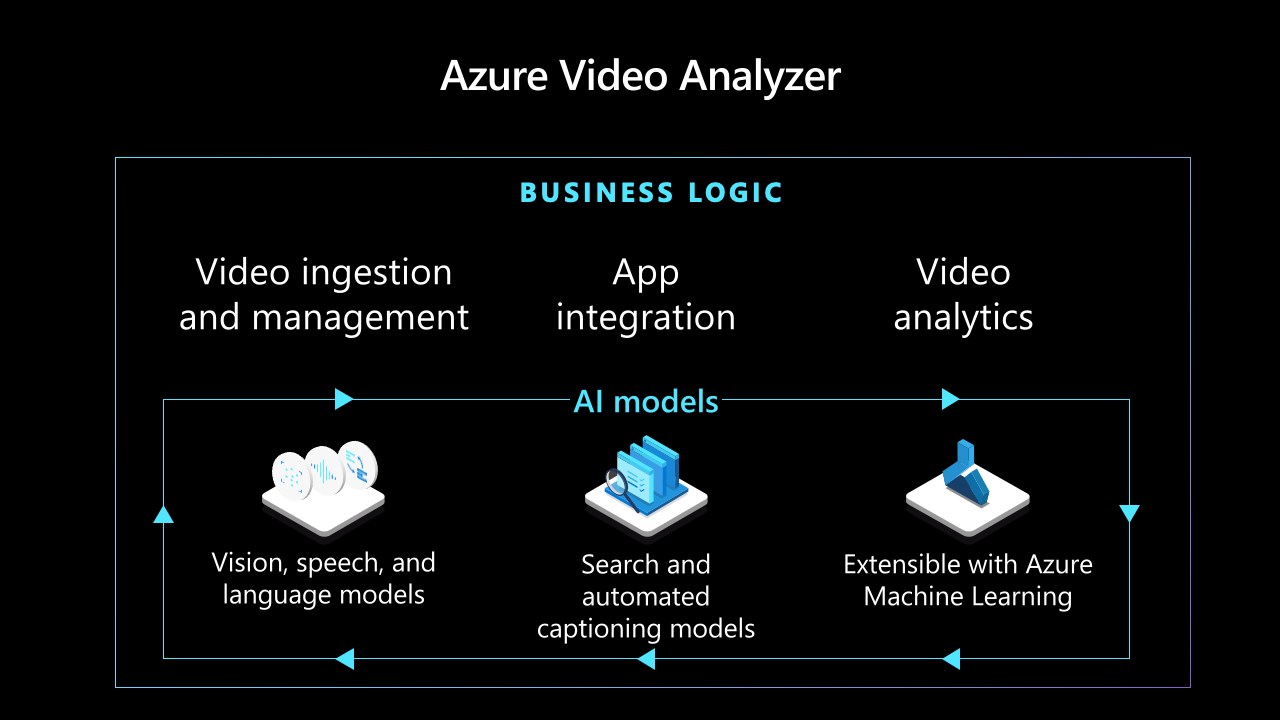 Azure Video Analyzer
BUSINESS LOGIC
Video ingestion
and management
App
integration
Video
analytics
AI models
Vision, speech, and
language models
Search and
automated
captioning models
Extensible with Azure
Machine Learning